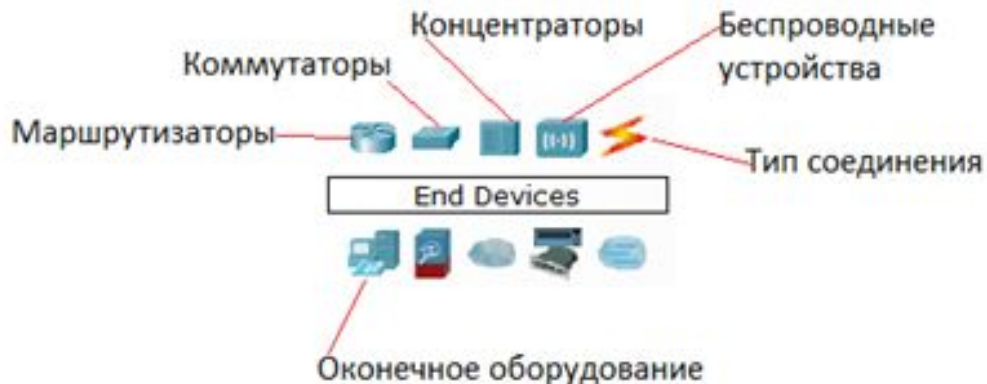 Концентраторы
Беспроводные
устройства
Коммутаторы
Маршрутизаторы
Тип соединения
End Devices
Оконечное оборудование